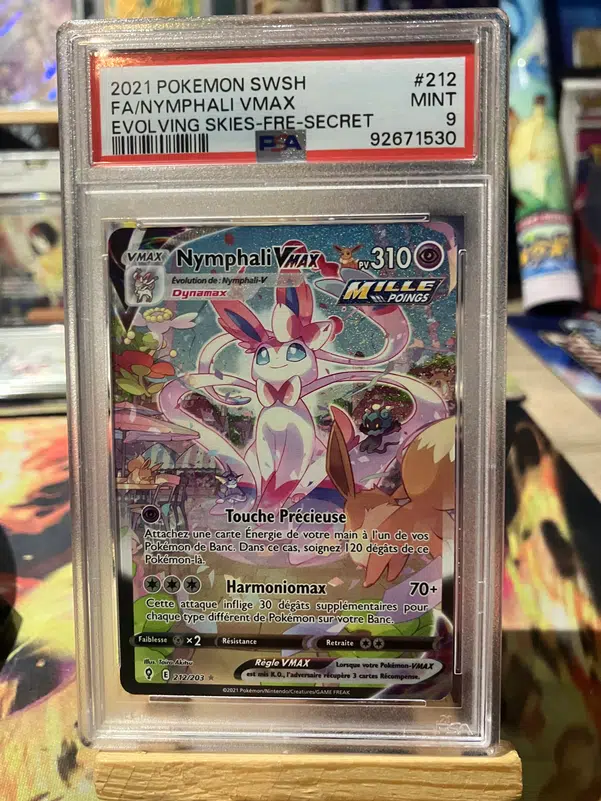 2021 POKEMON SWSH #212
FA/NYMPHALI VMAX MINT
EVOLVING SKIES-FRE-SECRET 9
PSA 92671530
VMAX Nymphali VMAX PV 310
Évolution de : Nymphali-V
Dynamax
MILLE
POINGS
Touche Précieuse
Attachez une carte Énergie de votre main à l'un de vos
Pokémon de Banc. Dans ce cas, soignez 120 dégâts de ce
Pokémon-là.
Harmoniomax 70+
Cette attaque inflige 30 dégâts supplémentaires pour
chaque type différent de Pokémon sur votre Banc.
Faiblesse ×2 Résistance Retraite
Illus. Taira Akitsu
Règle VMAX Lorsque votre Pokémon-VMAX
est mis K.O., l'adversaire récupère 3 cartes Récompense.
E 212/203 ★
©2021 Pokémon/Nintendo/Creatures/GAME FREAK